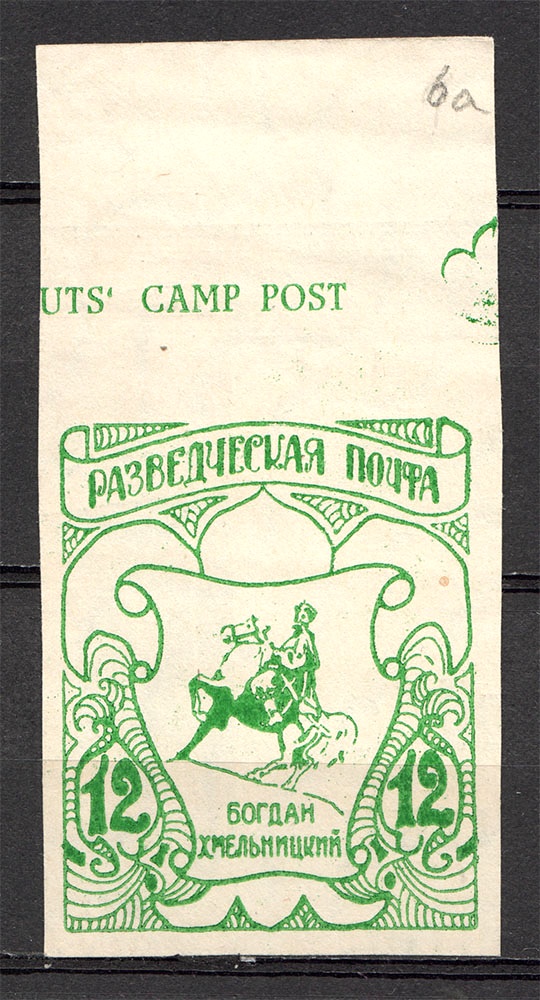 6a
UTS' CAMP POST
РАЗВЕДЧЕСКАЯ ПОЧТА
12 12
БОГДАН
ХМЕЛЬНИЦКИЙ